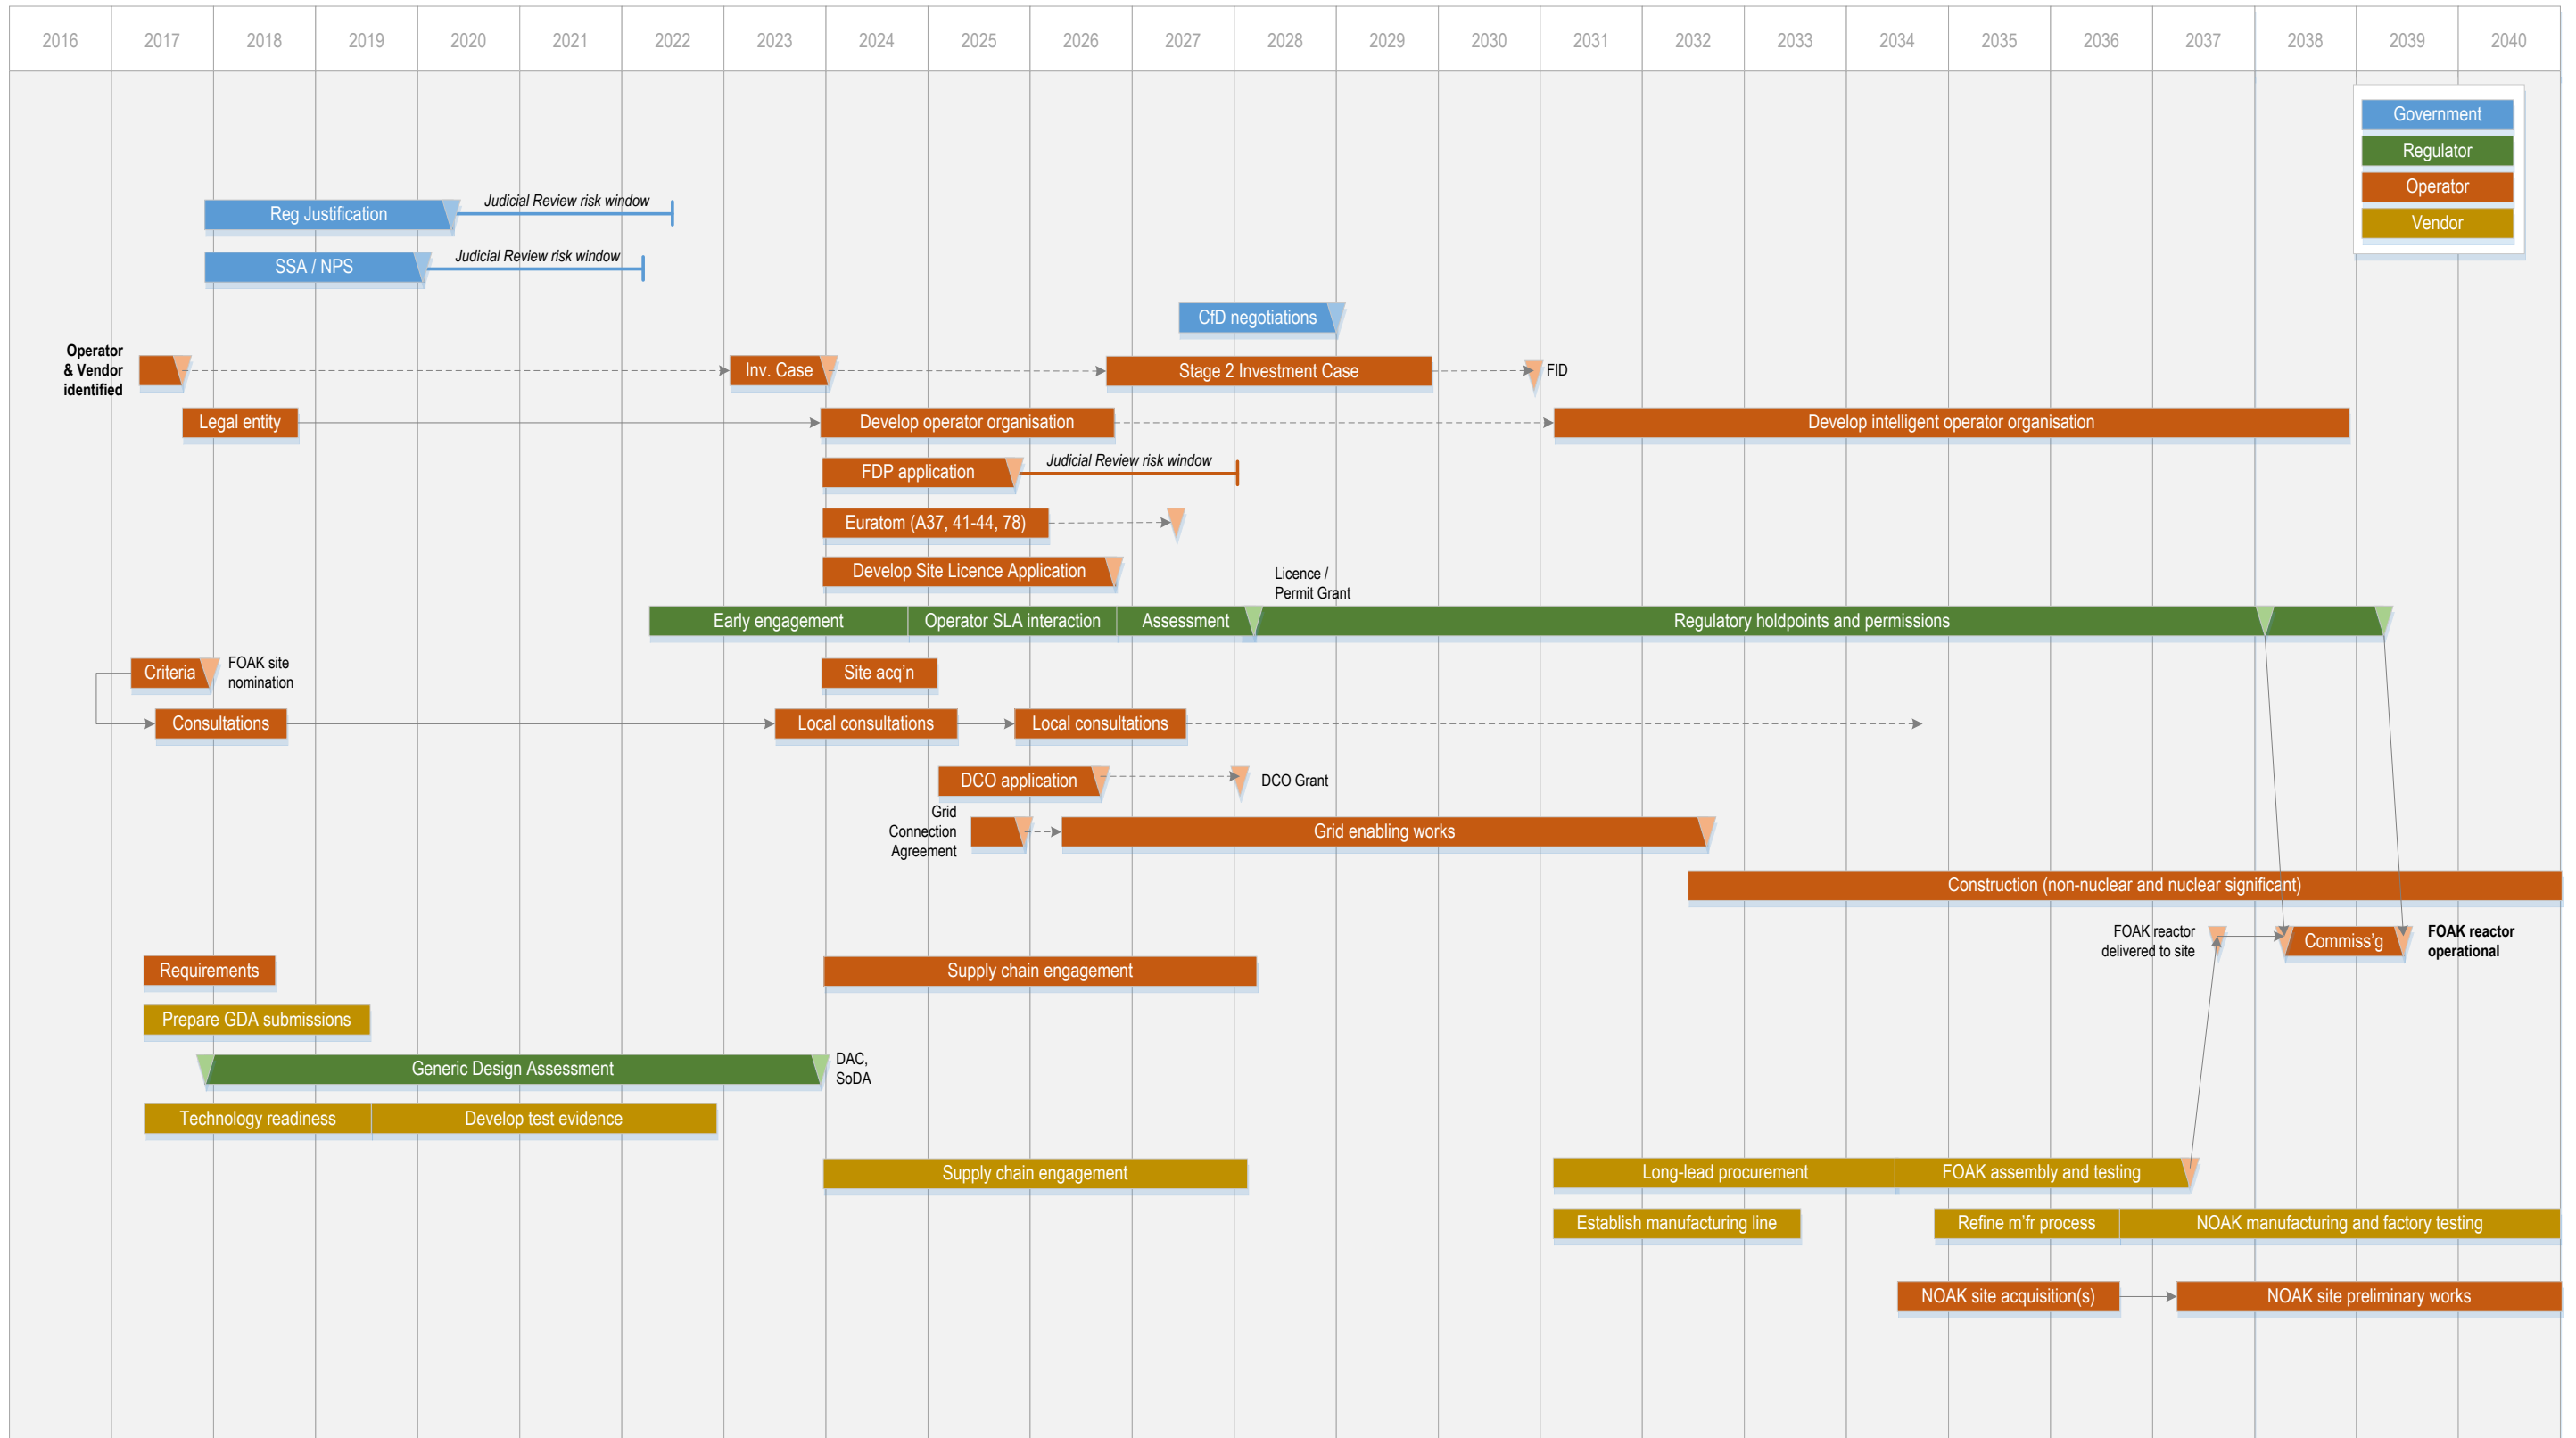 2016 2017 2018 2019 2020 2021 2022 2023 2024 2025 2026 2027 2028 2029 2030 2031 2032 2033 2034 2035 2036 2037 2038 2039 2040
Government
Regulator
Operator
Vendor
Reg Justification
Judicial Review risk window
SSA / NPS
Judicial Review risk window
CfD negotiations
Operator
& Vendor
identified
Inv. Case
Stage 2 Investment Case
FID
Legal entity
Develop operator organisation
Develop intelligent operator organisation
FDP application
Judicial Review risk window
Euratom (A37, 41-44, 78)
Develop Site Licence Application
Licence /
Permit Grant
Early engagement
Operator SLA interaction
Assessment
Regulatory holdpoints and permissions
Criteria
FOAK site
nomination
Site acq'n
Consultations
Local consultations
Local consultations
DCO application
DCO Grant
Grid
Connection
Agreement
Grid enabling works
Construction (non-nuclear and nuclear significant)
FOAK reactor
delivered to site
Commiss'g
FOAK reactor
operational
Requirements
Supply chain engagement
Prepare GDA submissions
Generic Design Assessment
DAC,
SoDA
Technology readiness
Develop test evidence
Supply chain engagement
Long-lead procurement
FOAK assembly and testing
Establish manufacturing line
Refine m'fr process
NOAK manufacturing and factory testing
NOAK site acquisition(s)
NOAK site preliminary works